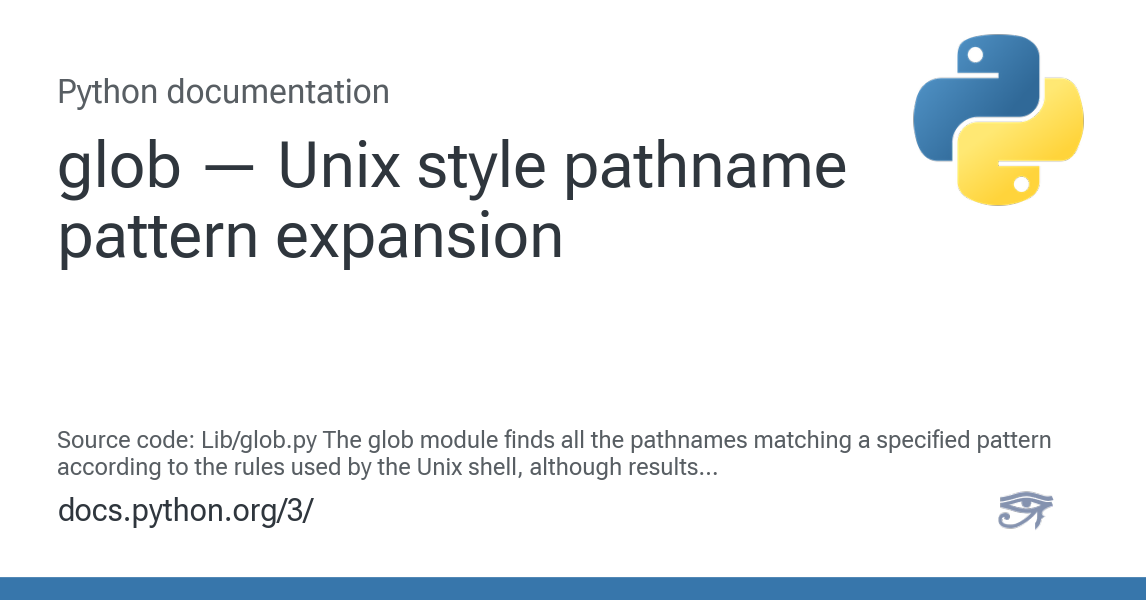 Python documentation
glob — Unix style pathname
pattern expansion
Source code: Lib/glob.py The glob module finds all the pathnames matching a specified pattern
according to the rules used by the Unix shell, although results...
docs.python.org/3/